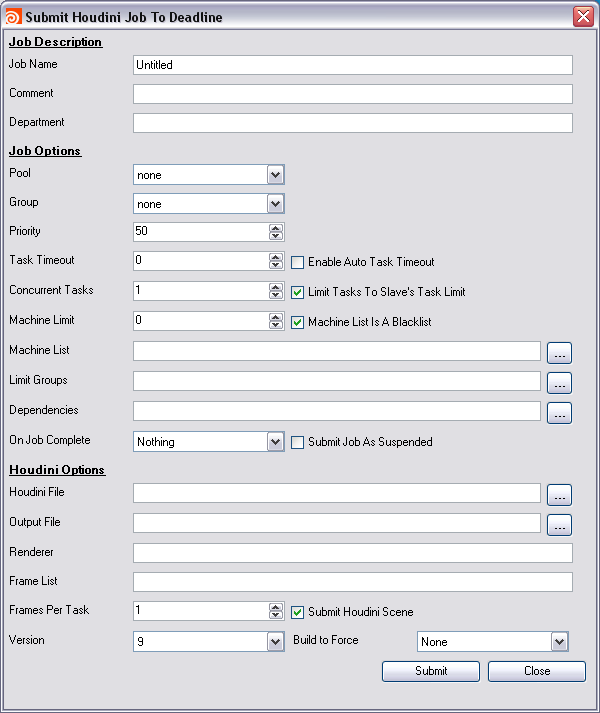 Submit Houdini Job To Deadline
Job Description
Job Name Untitled
Comment
Department
Job Options
Pool none
Group none
Priority 50
Task Timeout 0 Enable Auto Task Timeout
Concurrent Tasks 1 Limit Tasks To Slave's Task Limit
Machine Limit 0 Machine List Is A Blacklist
Machine List ...
Limit Groups ...
Dependencies ...
On Job Complete Nothing Submit Job As Suspended
Houdini Options
Houdini File ...
Output File ...
Renderer
Frame List
Frames Per Task 1 Submit Houdini Scene
Version 9 Build to Force None
Submit Close